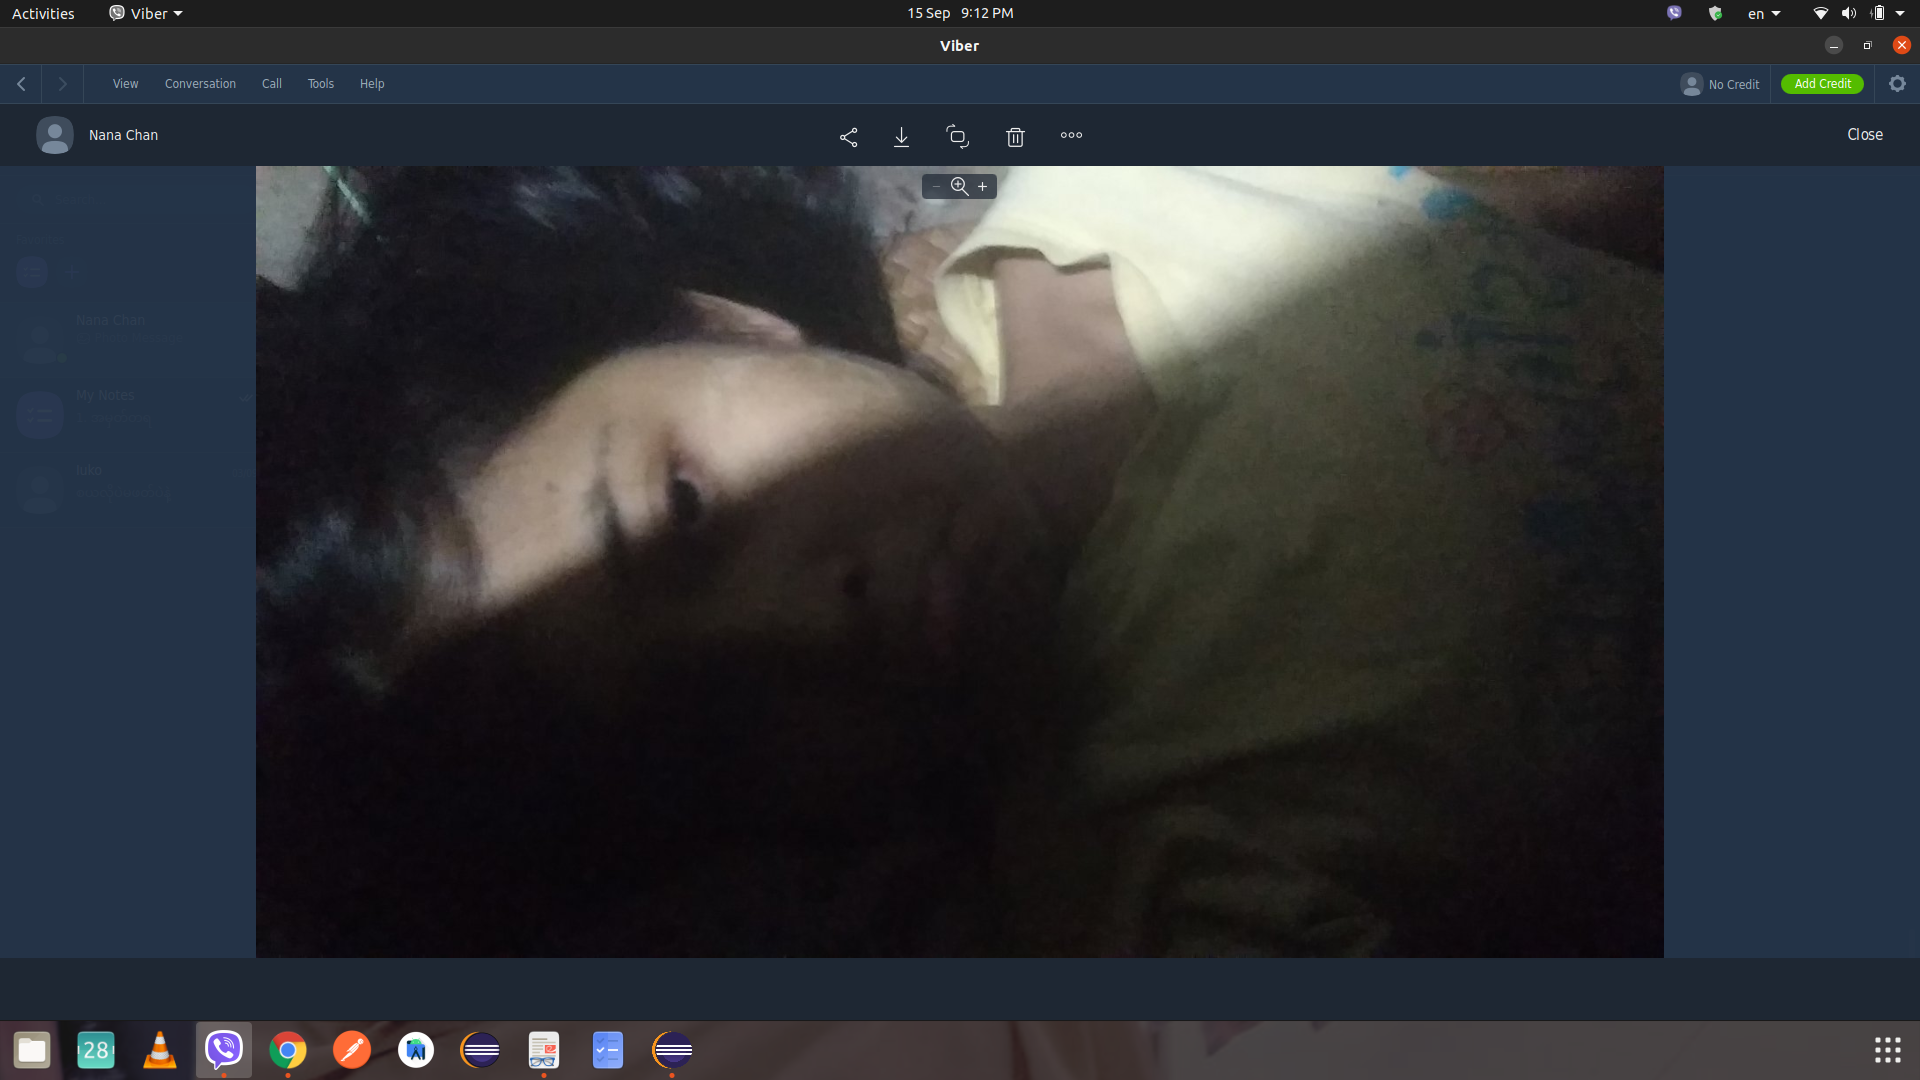 Activities
Viber
15 Sep 9:12 PM
en
Viber
View
Conversation
Call
Tools
Help
No Credit
Add Credit
Nana Chan
Close
Nana Chan
My Notes
Juko
28